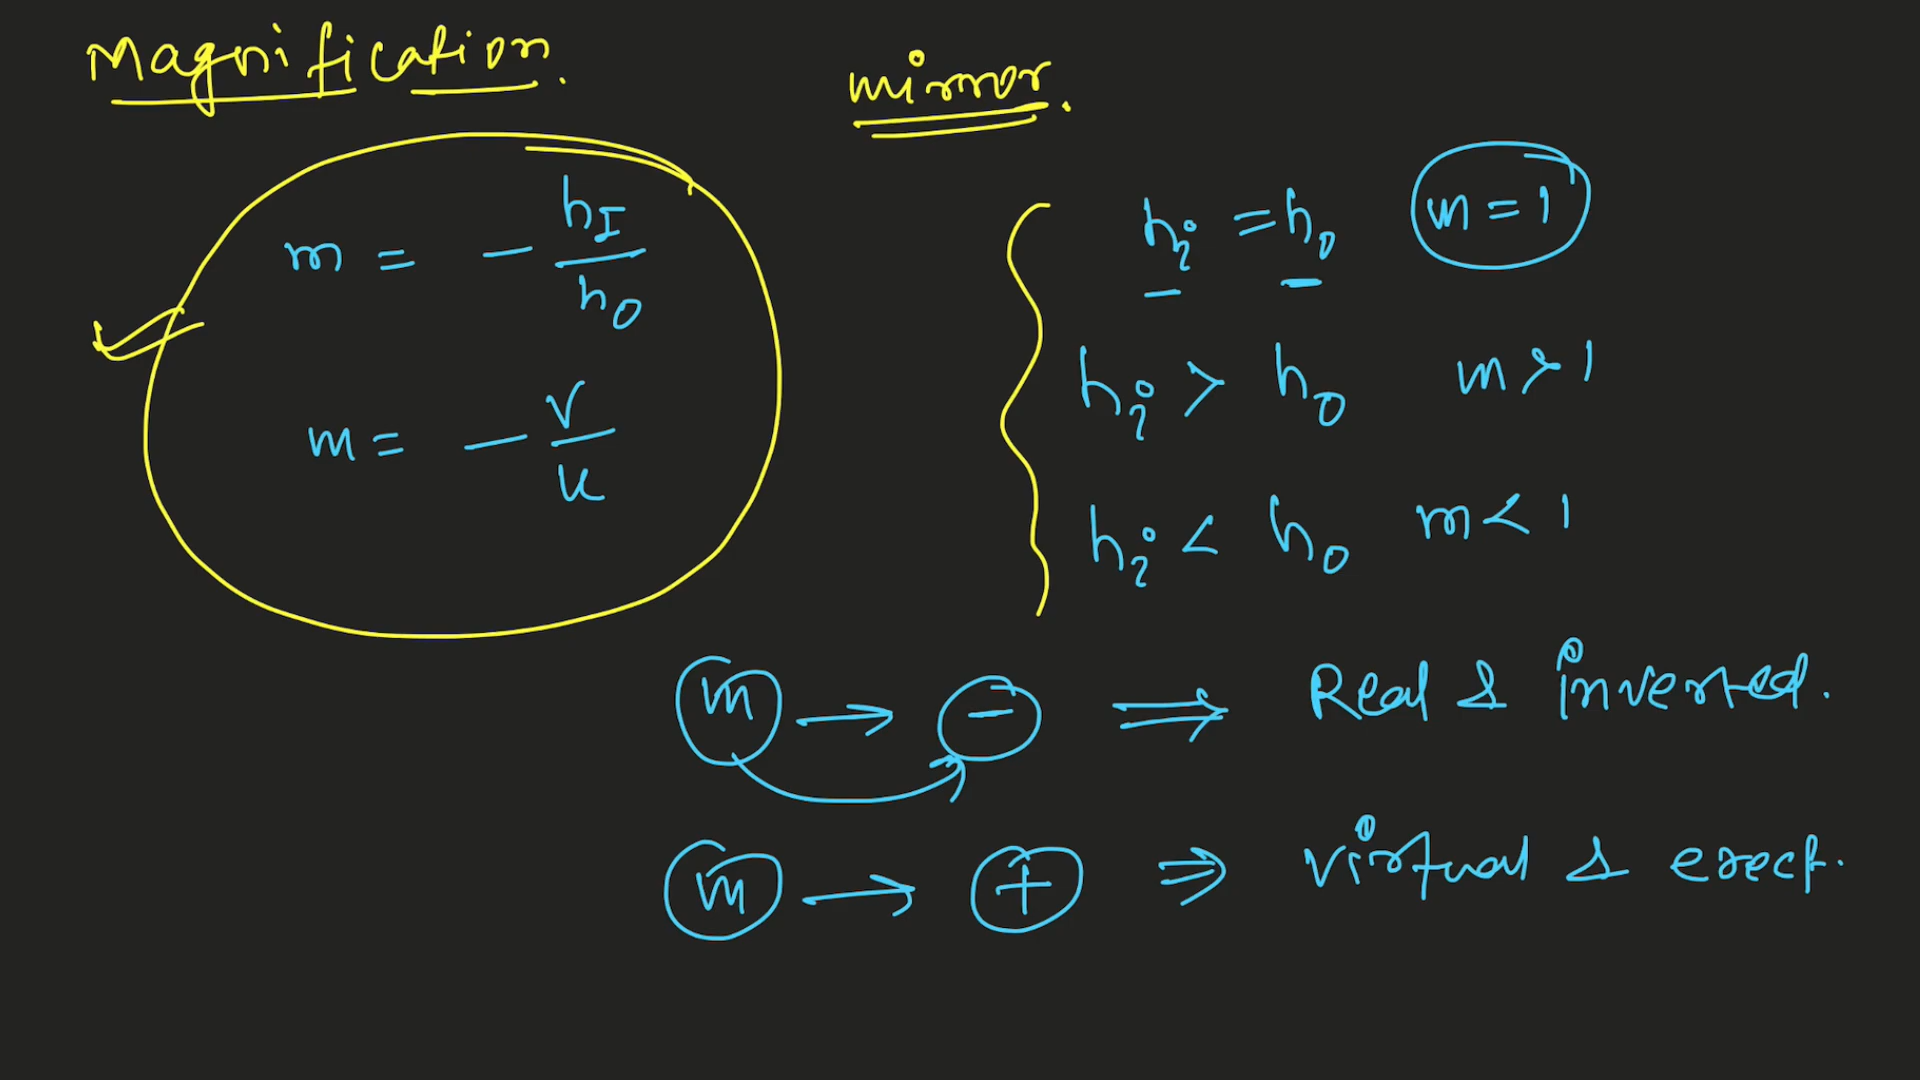 Magnification.
mirror.
m = - hI/hO
m = - v/u
hi = ho m = 1
hi > ho m > 1
hi < ho m < 1
m → - ⇒ Real & inverted.
m → + ⇒ Virtual & erect.